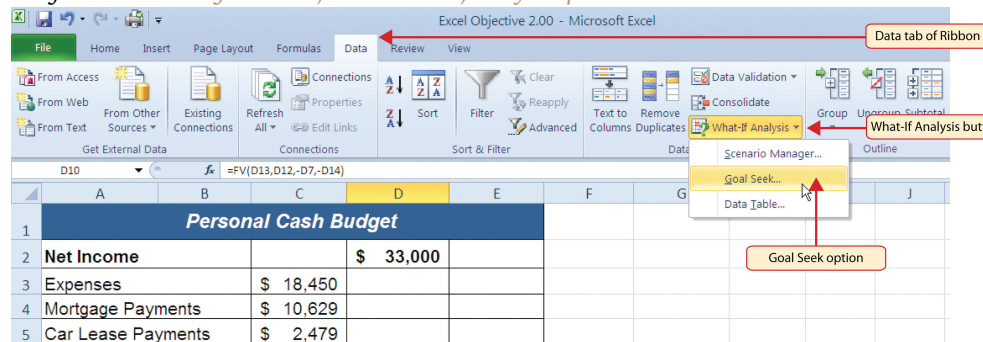 Excel Objective 2.00 - Microsoft Excel
File Home Insert Page Layout Formulas Data Review View
Data tab of Ribbon
From Access
From Web
From Text
From Other Sources
Existing Connections
Get External Data
Refresh All
Connections
Properties
Edit Links
Connections
Sort
Filter
Clear
Reapply
Advanced
Sort & Filter
Text to Columns
Remove Duplicates
Data Validation
Consolidate
What-If Analysis
Data
Group Ungroup Subtotal
Outline
What-If Analysis but
Scenario Manager...
Goal Seek...
Data Table...
Goal Seek option
D10 fx =FV(D13,D12,-D7,-D14)
A B C D E F G J
1 Personal Cash Budget
2 Net Income $ 33,000
3 Expenses $ 18,450
4 Mortgage Payments $ 10,629
5 Car Lease Payments $ 2,479